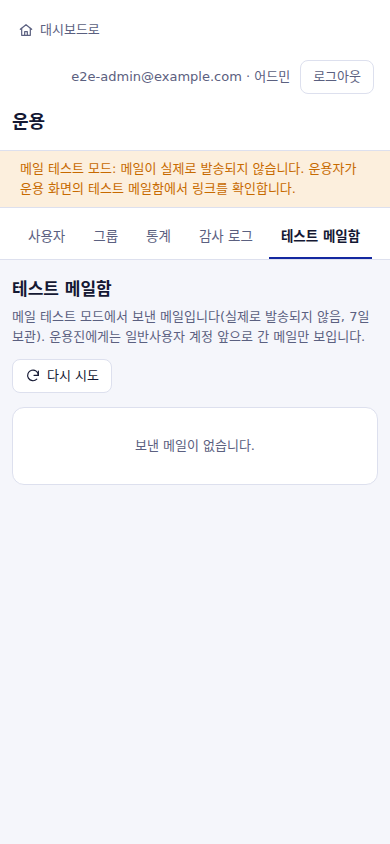 대시보드로
e2e-admin@example.com · 어드민
로그아웃
운용
메일 테스트 모드: 메일이 실제로 발송되지 않습니다. 운용자가
운용 화면의 테스트 메일함에서 링크를 확인합니다.
사용자
그룹
통계
감사 로그
테스트 메일함
테스트 메일함
메일 테스트 모드에서 보낸 메일입니다(실제로 발송되지 않음, 7일
보관). 운용진에게는 일반사용자 계정 앞으로 간 메일만 보입니다.
다시 시도
보낸 메일이 없습니다.